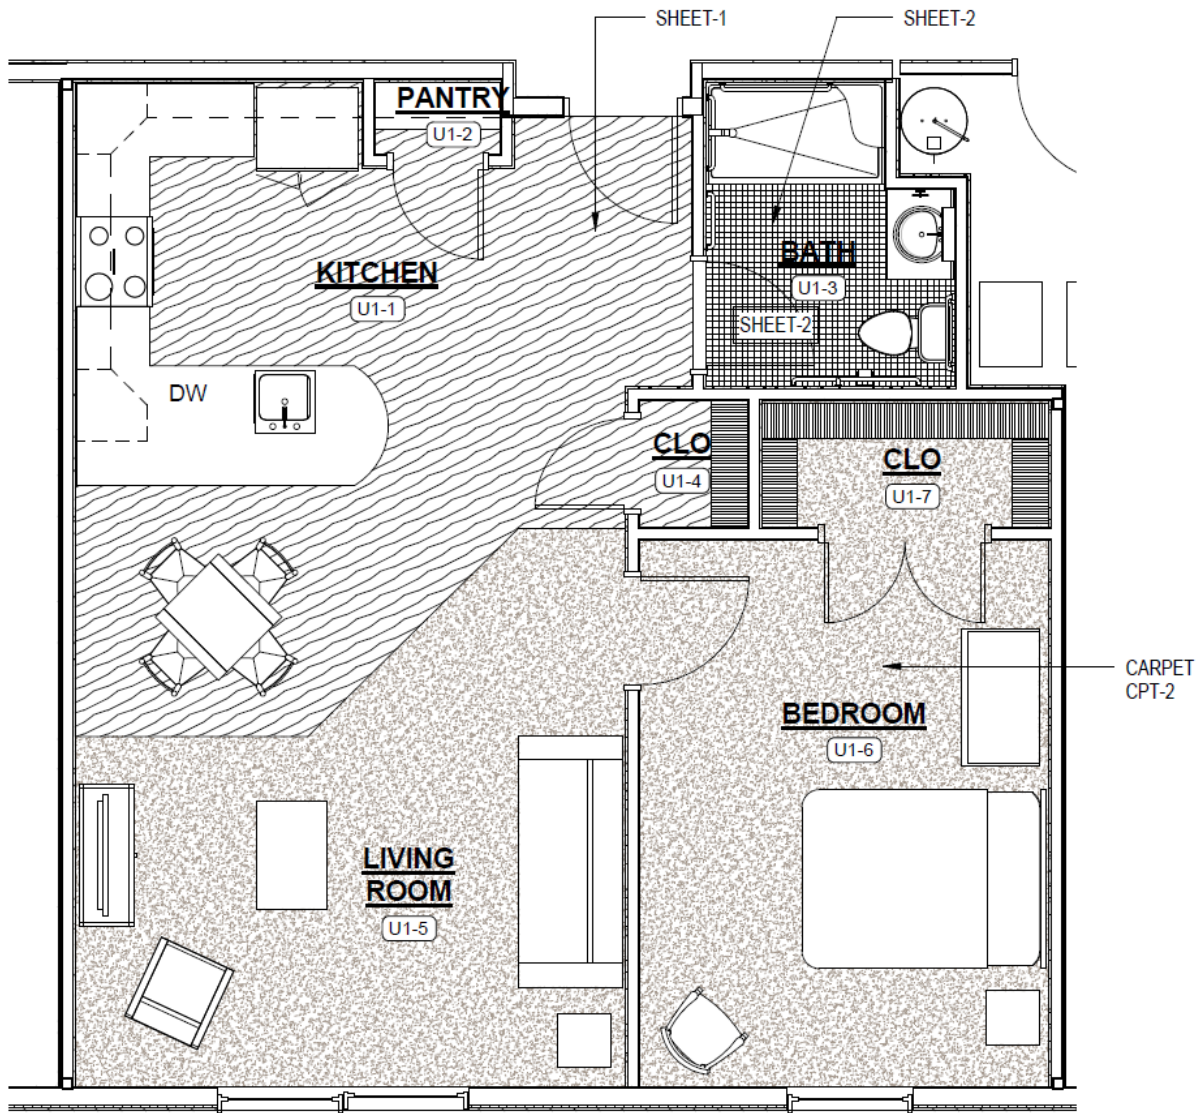 SHEET-1
SHEET-2
PANTRY
U1-2
KITCHEN
U1-1
BATH
U1-3
SHEET-2
DW
CLO
U1-4
CLO
U1-7
CARPET
CPT-2
BEDROOM
U1-6
LIVING
ROOM
U1-5